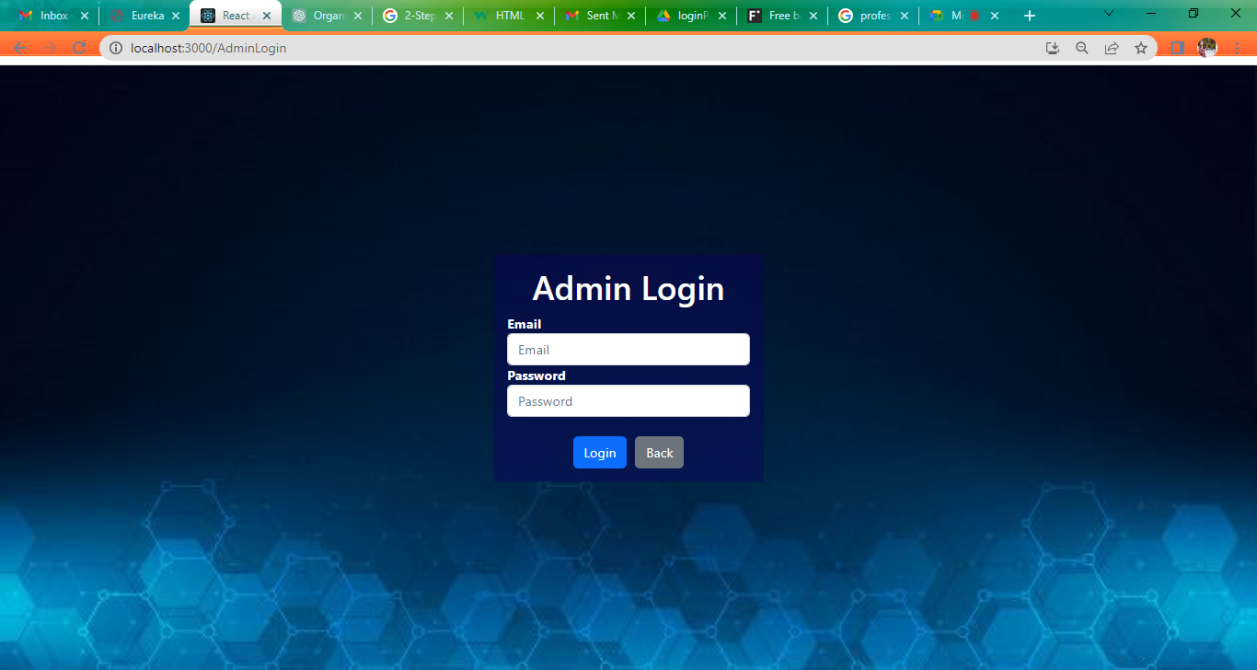 Inbox
Eureka
React
Organ
2-Step
HTML
Sent M
loginP
Free b
profes
M
localhost:3000/AdminLogin
Admin Login
Email
Email
Password
Password
Login Back